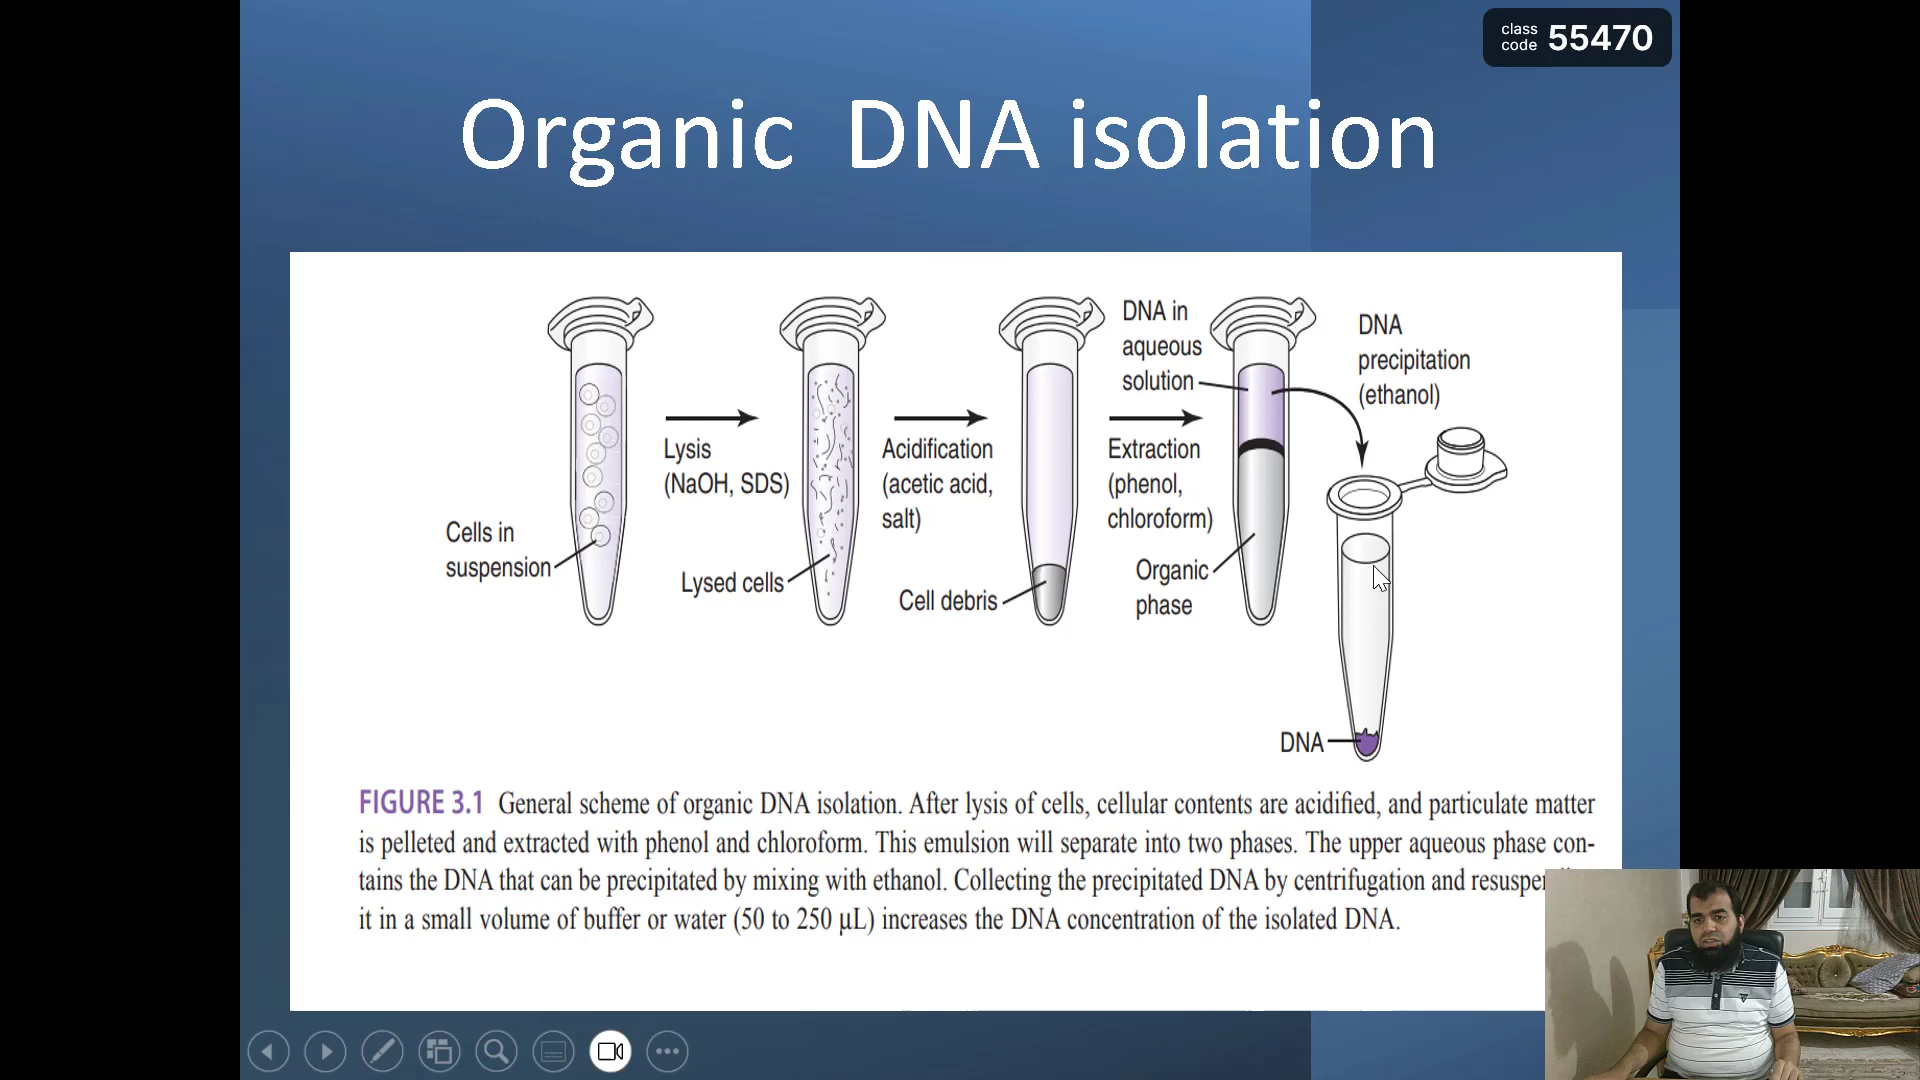 class
code 55470
Organic DNA isolation
Cells in
suspension
Lysis
(NaOH, SDS)
Lysed cells
Acidification
(acetic acid,
salt)
Cell debris
DNA in
aqueous
solution
Extraction
(phenol,
chloroform)
Organic
phase
DNA
precipitation
(ethanol)
DNA
FIGURE 3.1 General scheme of organic DNA isolation. After lysis of cells, cellular contents are acidified, and particulate matter
is pelleted and extracted with phenol and chloroform. This emulsion will separate into two phases. The upper aqueous phase con-
tains the DNA that can be precipitated by mixing with ethanol. Collecting the precipitated DNA by centrifugation and
it in a small volume of buffer or water (50 to 250 µL) increases the DNA concentration of the isolated DNA.